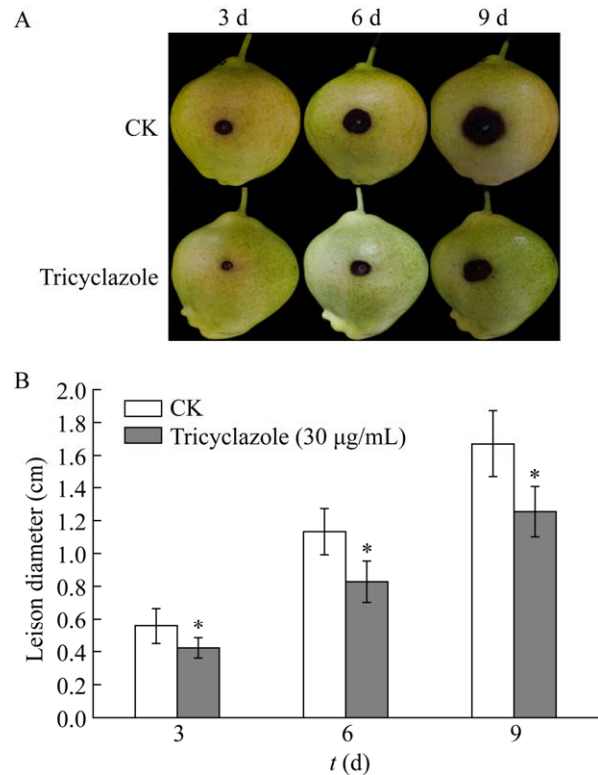 A
3 d 6 d 9 d
CK
Tricyclazole
B
2.0
1.8
1.6
1.4
1.2
1.0
0.8
0.6
0.4
0.2
0.0
Leison diameter (cm)
CK
Tricyclazole (30 μg/mL)
*
*
*
3 6 9
t (d)